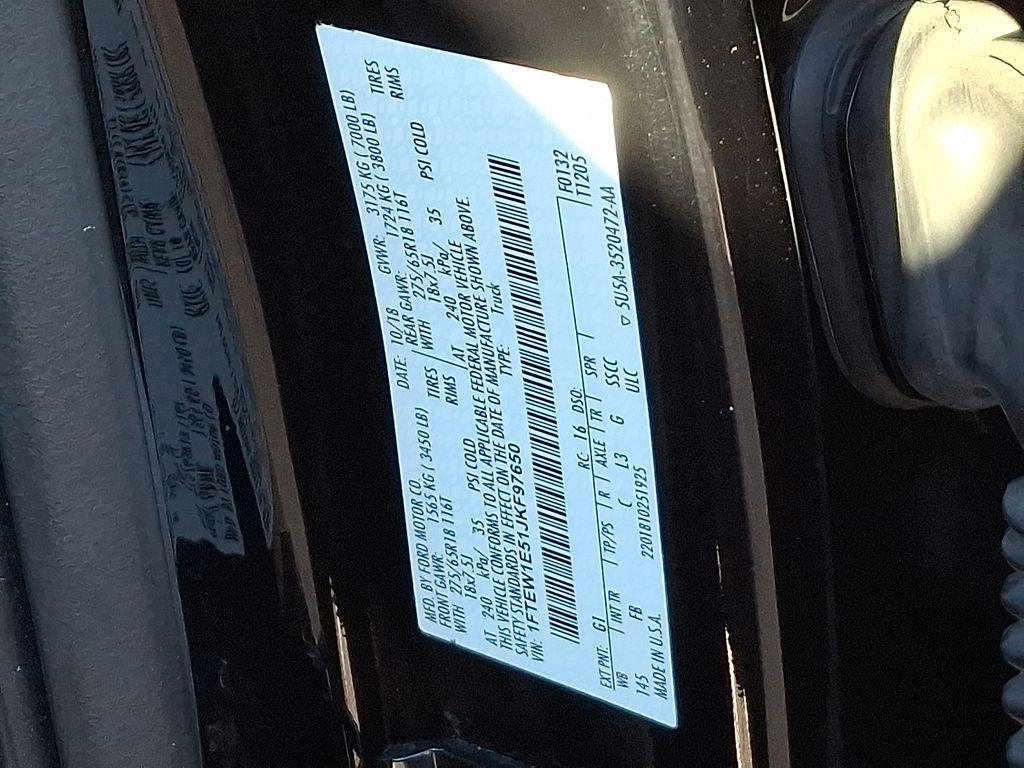 MFD. BY FORD MOTOR CO.
DATE: 10/18 GVWR: 3175 KG ( 7000 LB)
FRONT GAWR: 1565 KG ( 3450 LB) REAR GAWR: 1724 KG ( 3800 LB)
WITH 275/65R18 116T TIRES WITH 275/65R18 116T TIRES
18x7.5J RIMS 18x7.5J RIMS
AT 240 kPa/ 35 PSI COLD AT 240 kPa/ 35 PSI COLD
THIS VEHICLE CONFORMS TO ALL APPLICABLE FEDERAL MOTOR VEHICLE
SAFETY STANDARDS IN EFFECT ON THE DATE OF MANUFACTURE SHOWN ABOVE
VIN: 1FTEW1E51JKF97650 TYPE: Truck
F0132
EXT PNT: G1 RC: 16 DSO: 11205
WB INT TR TP/PS R AXLE TR SPR
145 FB C L3 G SSCC ▽ 5U5A-3520472-AA
MADE IN U.S.A. 2201810251925 ULC